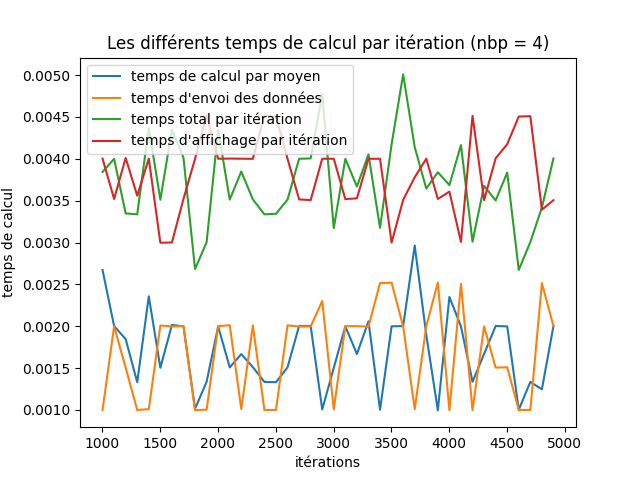 Les différents temps de calcul par itération (nbp = 4)
temps de calcul par moyen
temps d'envoi des données
temps total par itération
temps d'affichage par itération
0.0050
0.0045
0.0040
0.0035
0.0030
0.0025
0.0020
0.0015
0.0010
temps de calcul
1000 1500 2000 2500 3000 3500 4000 4500 5000
itérations